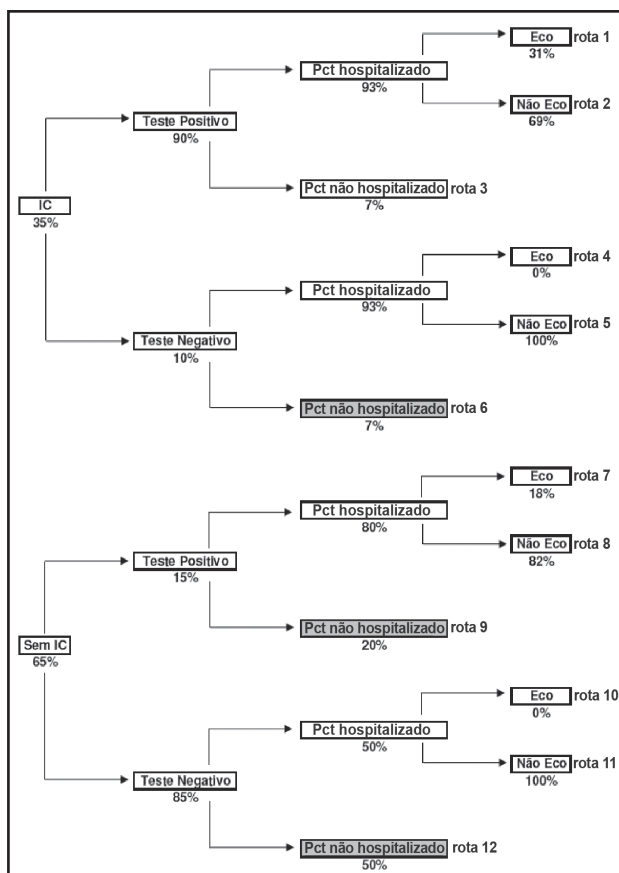 Eco rota 1
31%
Pct hospitalizado
93%
Não Eco rota 2
69%
Teste Positivo
90%
Pct não hospitalizado rota 3
7%
IC
35%
Eco rota 4
0%
Pct hospitalizado
93%
Não Eco rota 5
100%
Teste Negativo
10%
Pct não hospitalizado rota 6
7%
Eco rota 7
18%
Pct hospitalizado
80%
Não Eco rota 8
82%
Teste Positivo
15%
Pct não hospitalizado rota 9
20%
Sem IC
65%
Eco rota 10
0%
Pct hospitalizado
50%
Não Eco rota 11
100%
Teste Negativo
85%
Pct não hospitalizado rota 12
50%